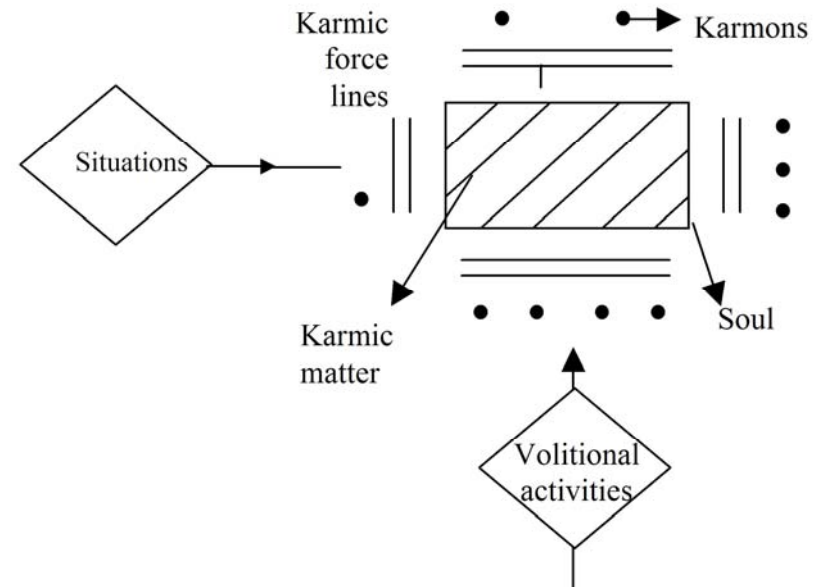 Karmic
force
lines
Karmons
Situations
Karmic
matter
Soul
Volitional
activities